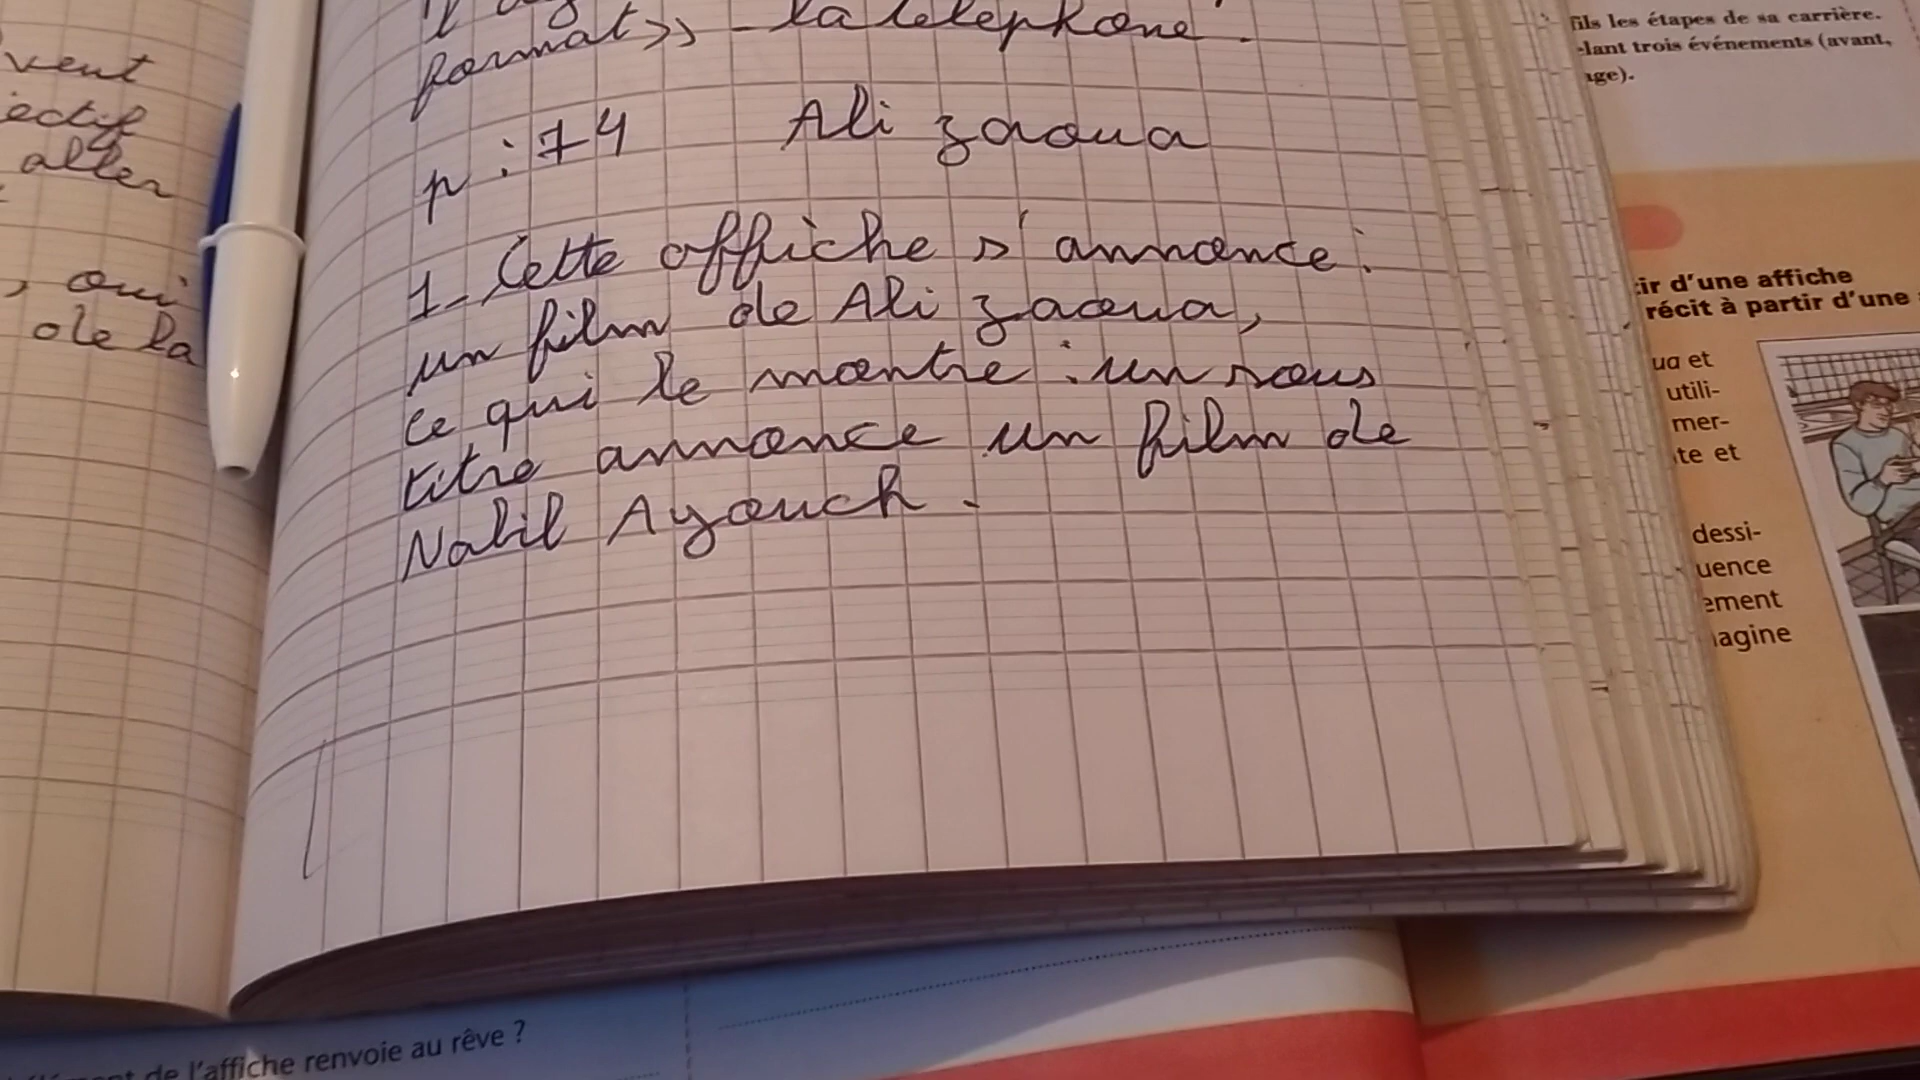 vent
ectif
aller
, oui
de la
format>> - la telephone.
p : 74 Ali zaoua
1- Cette affiche s'annonce :
un film de Ali zaoua,
ce qui le montre : un sous
titre annonce un film de
Nabil Ayouch.
fils les étapes de sa carrière.
lant trois événements (avant,
age).
ir d'une affiche
récit à partir d'une
ua et
utili-
mer-
te et
dessi-
uence
ement
agine
de l'affiche renvoie au rêve ?